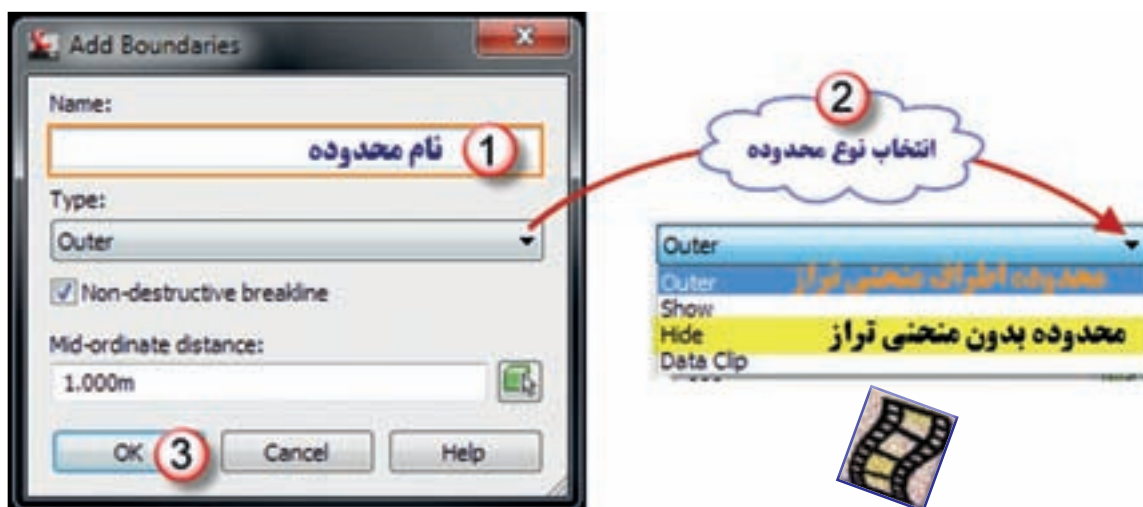 Add Boundaries
Name:
نام محدوده 1
Type:
Outer
Non-destructive breakline
Mid-ordinate distance:
1.000m
OK 3 Cancel Help
2
انتخاب نوع محدوده
Outer
Outer محدوده اطراف منحنی تراز
Show
Hide محدوده بدون منحنی تراز
Data Clip